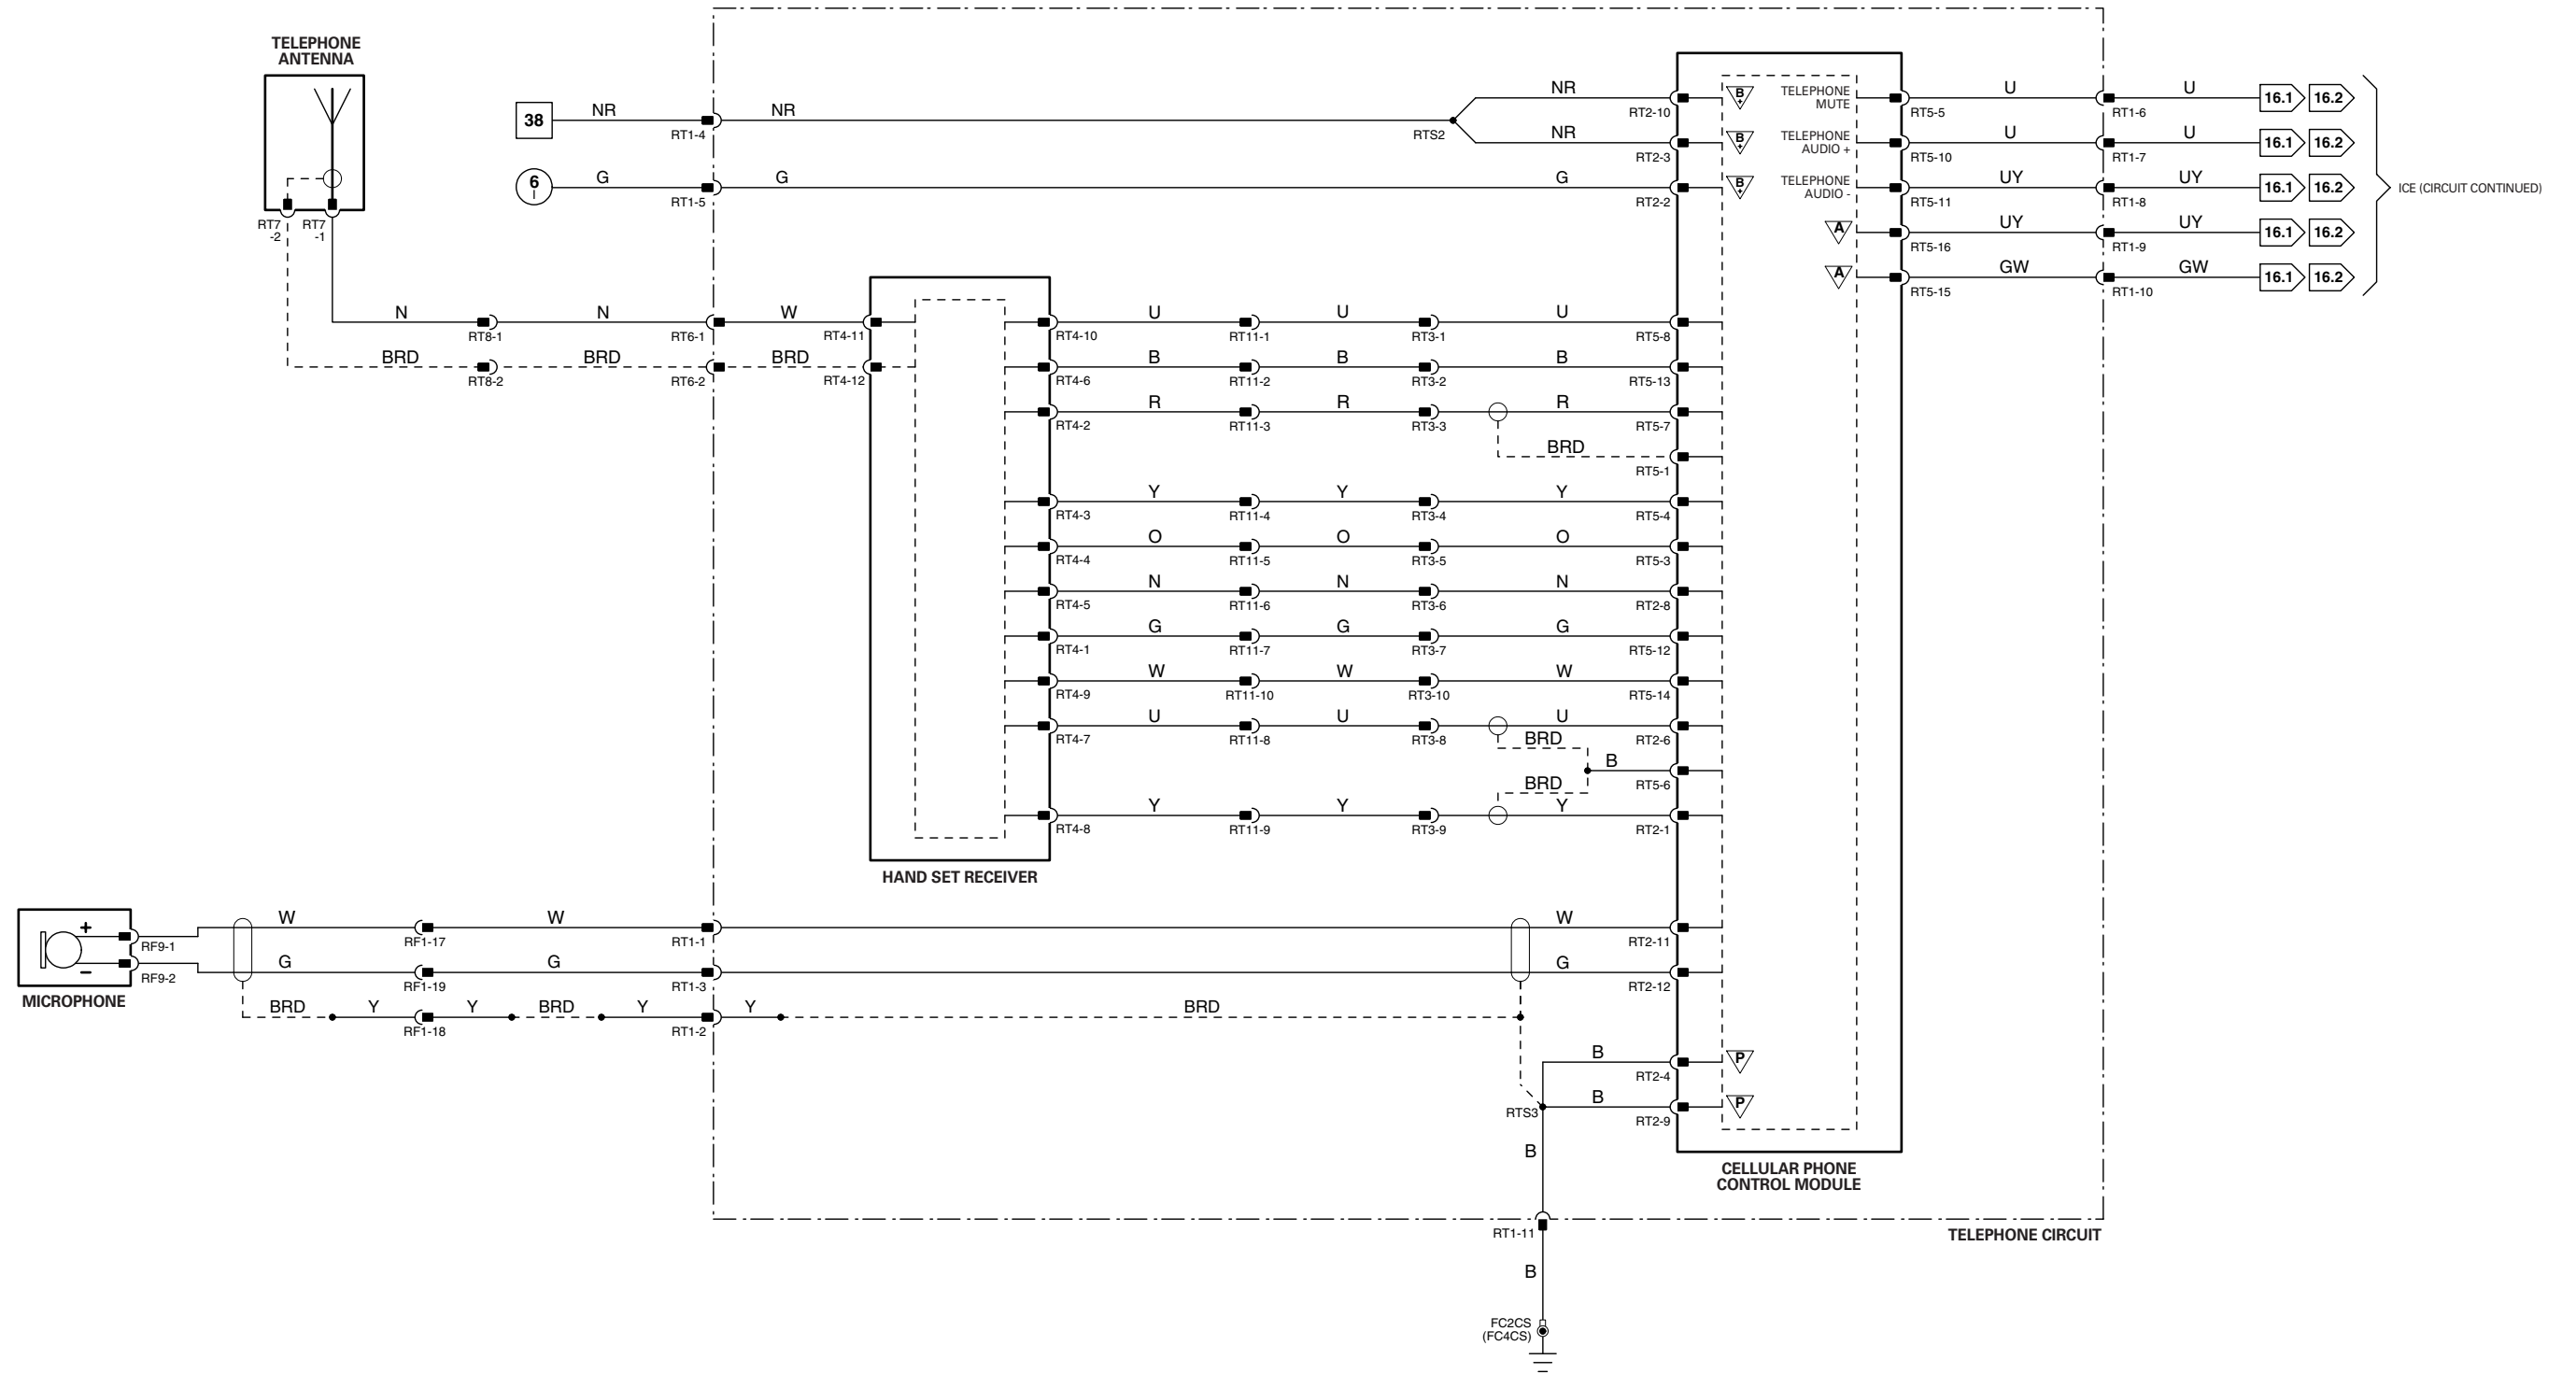 TELEPHONE
ANTENNA
RT7
-2
RT7
-1
38
NR
RT1-4
NR
RTS2
NR
RT2-10
NR
RT2-3
6
I
G
RT1-5
G
G
RT2-2
B
+
B
+
B
+
TELEPHONE
MUTE
TELEPHONE
AUDIO +
TELEPHONE
AUDIO -
A
A
RT5-5
U
RT1-6
U
16.1
16.2
RT5-10
U
RT1-7
U
16.1
16.2
RT5-11
UY
RT1-8
UY
16.1
16.2
RT5-16
UY
RT1-9
UY
16.1
16.2
RT5-15
GW
RT1-10
GW
16.1
16.2
ICE (CIRCUIT CONTINUED)
N
RT8-1
N
RT6-1
W
RT4-11
BRD
RT8-2
BRD
RT6-2
BRD
RT4-12
RT4-10
U
RT11-1
U
RT3-1
U
RT5-8
RT4-6
B
RT11-2
B
RT3-2
B
RT5-13
RT4-2
R
RT11-3
R
RT3-3
R
RT5-7
BRD
RT5-1
RT4-3
Y
RT11-4
Y
RT3-4
Y
RT5-4
RT4-4
O
RT11-5
O
RT3-5
O
RT5-3
RT4-5
N
RT11-6
N
RT3-6
N
RT2-8
RT4-1
G
RT11-7
G
RT3-7
G
RT5-12
RT4-9
W
RT11-10
W
RT3-10
W
RT5-14
RT4-7
U
RT11-8
U
RT3-8
U
RT2-6
BRD
B
RT5-6
BRD
RT4-8
Y
RT11-9
Y
RT3-9
Y
RT2-1
HAND SET RECEIVER
+
−
MICROPHONE
RF9-1
W
RF1-17
W
RT1-1
W
RT2-11
RF9-2
G
RF1-19
G
RT1-3
G
RT2-12
BRD
Y
RF1-18
Y
BRD
Y
RT1-2
Y
BRD
B
RT2-4
P
RTS3
B
RT2-9
P
B
CELLULAR PHONE
CONTROL MODULE
RT1-11
TELEPHONE CIRCUIT
B
FC2CS
(FC4CS)